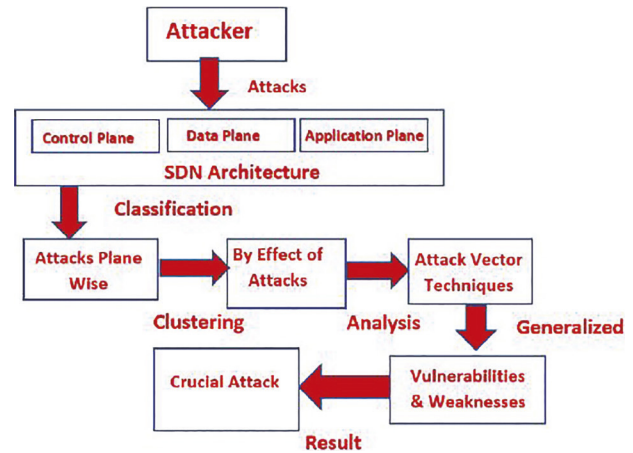 Attacker
Attacks
Control Plane
Data Plane
Application Plane
SDN Architecture
Classification
Attacks Plane
Wise
By Effect of
Attacks
Attack Vector
Techniques
Clustering
Analysis
Generalized
Crucial Attack
Vulnerabilities
& Weaknesses
Result